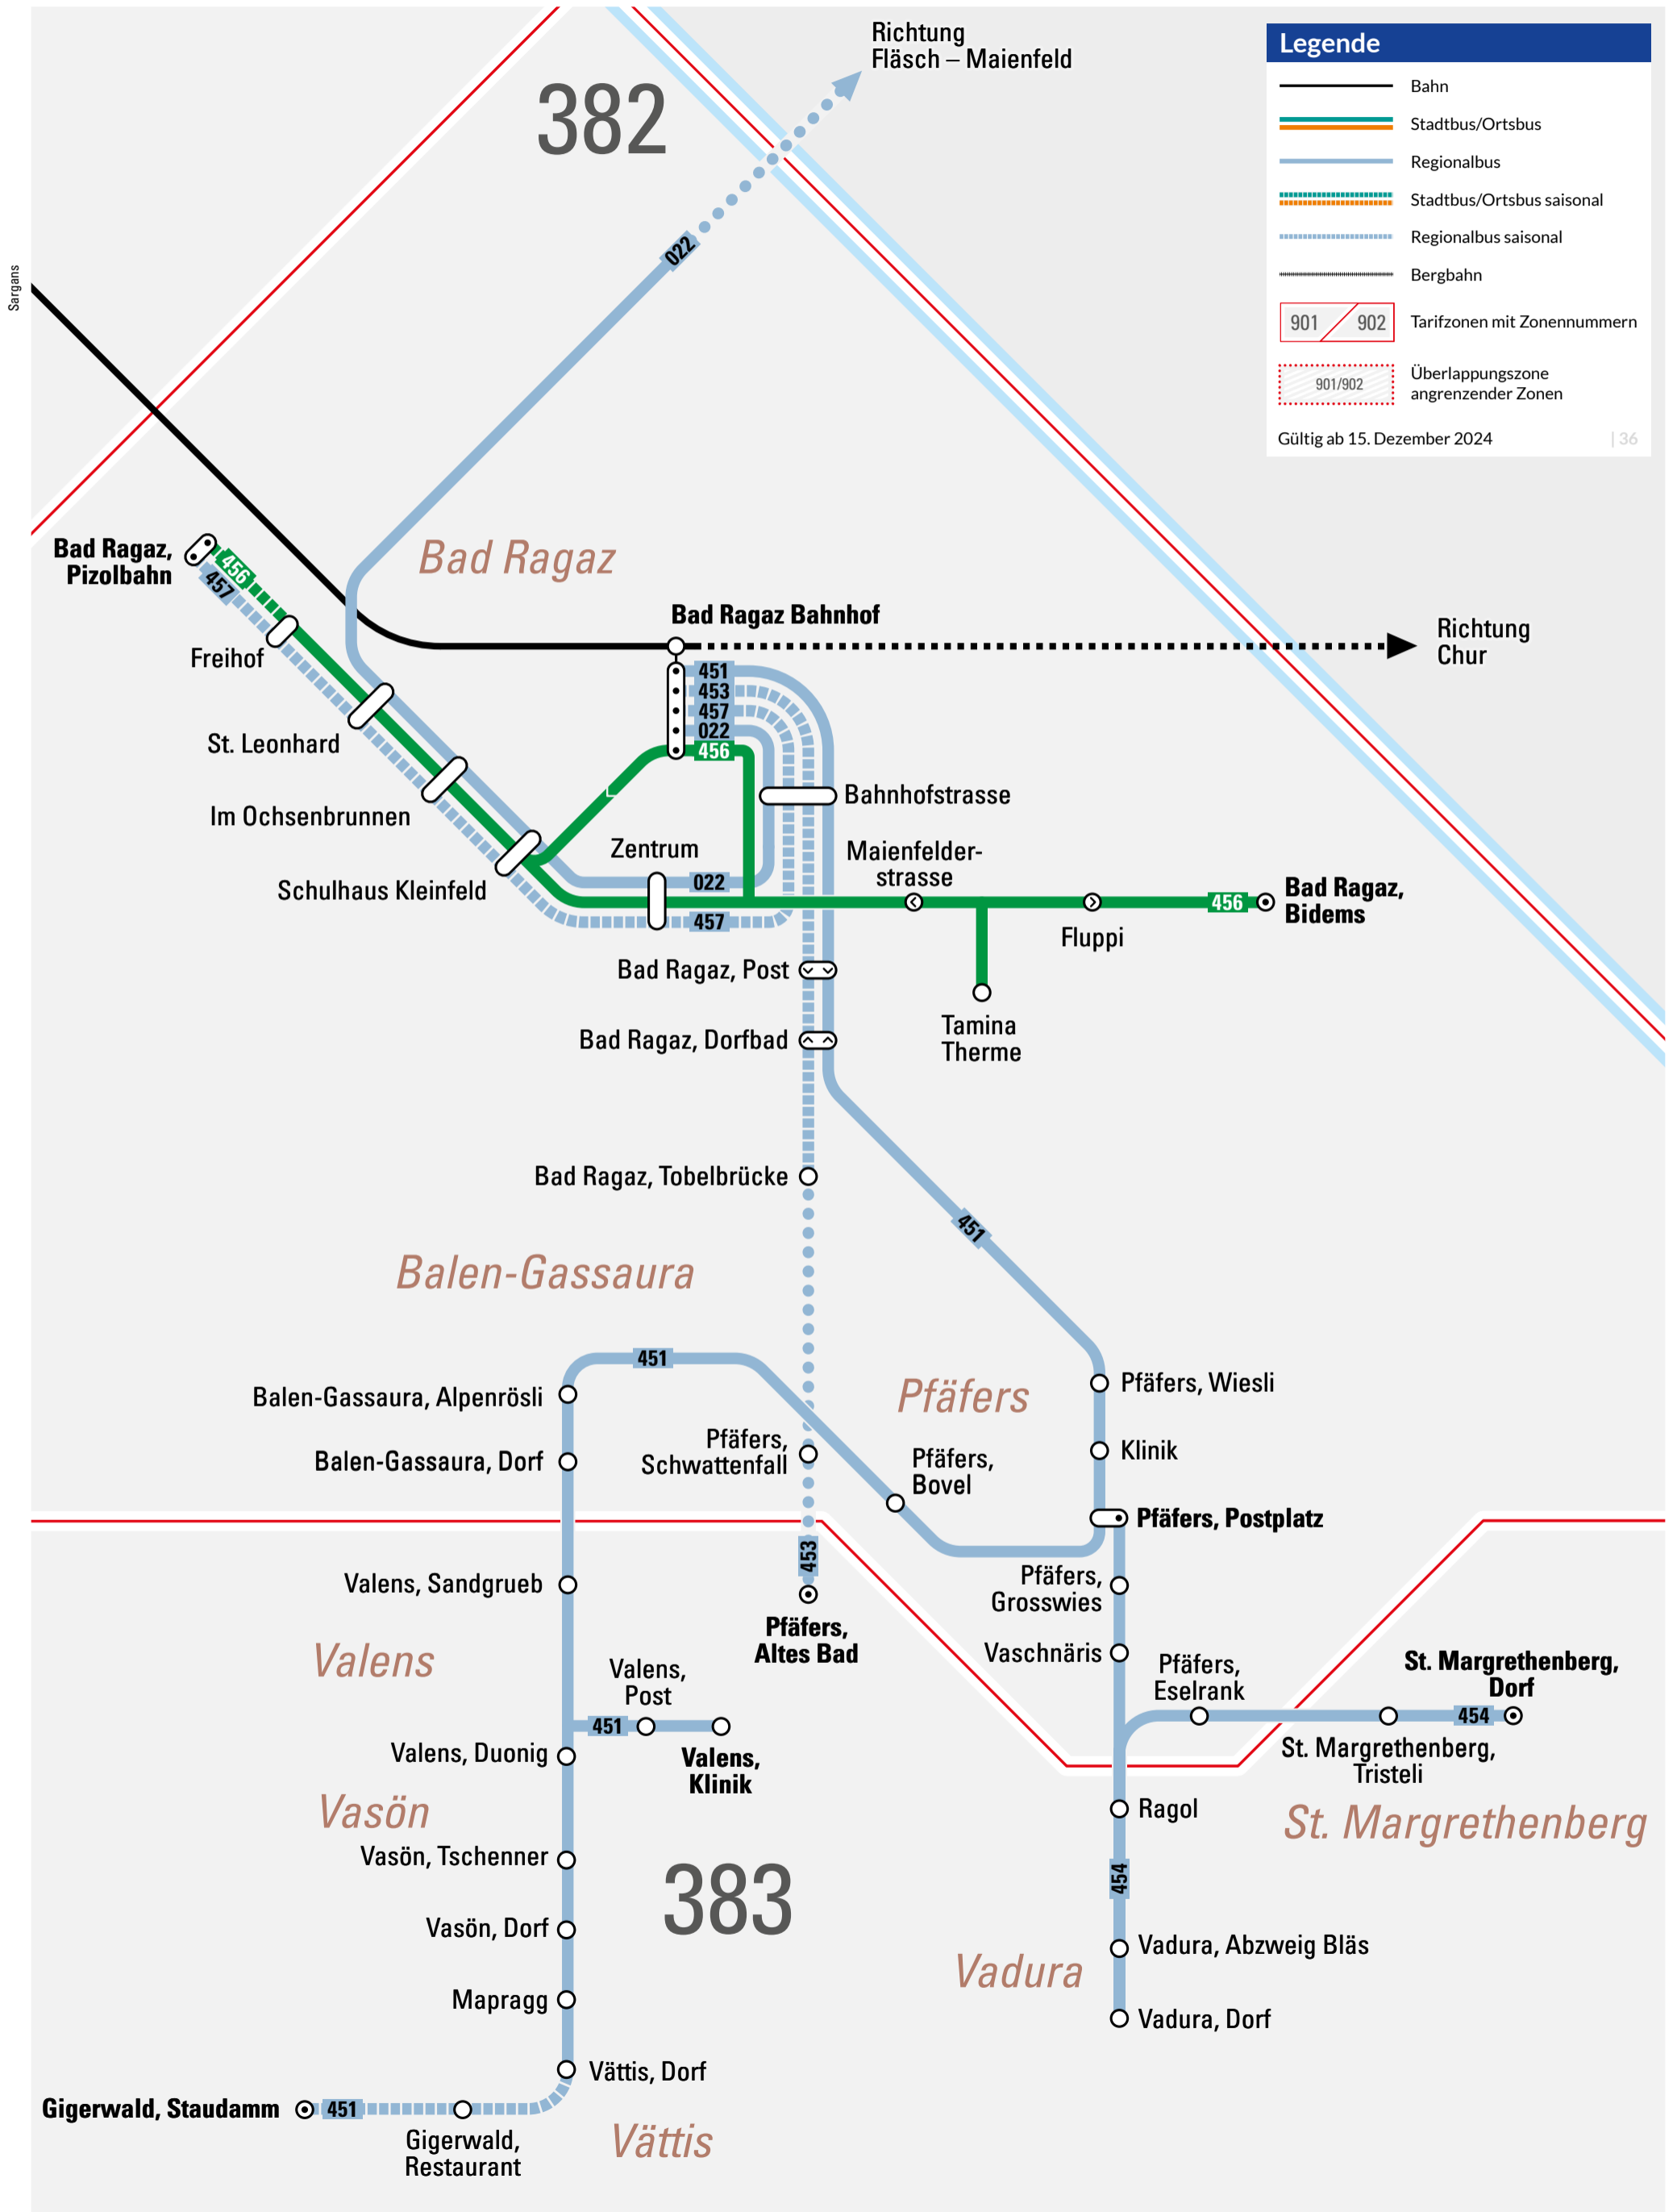 Richtung
Fläsch – Maienfeld
382
Legende
Bahn
Stadtbus/Ortsbus
Regionalbus
Stadtbus/Ortsbus saisonal
Regionalbus saisonal
Bergbahn
901
902
Tarifzonen mit Zonennummern
901/902
Überlappungszone
angrenzender Zonen
Gültig ab 15. Dezember 2024
| 36
022
Sargans
Bad Ragaz,
Pizolbahn
456
457
Bad Ragaz
Freihof
St. Leonhard
Im Ochsenbrunnen
Schulhaus Kleinfeld
Bad Ragaz Bahnhof
Richtung
Chur
451
453
457
022
456
Bahnhofstrasse
Zentrum
022
457
Maienfelder-
strasse
Fluppi
456
Bad Ragaz,
Bidems
Bad Ragaz, Post
Bad Ragaz, Dorfbad
Tamina
Therme
Bad Ragaz, Tobelbrücke
451
Balen-Gassaura
451
Balen-Gassaura, Alpenrösli
Balen-Gassaura, Dorf
Pfäfers
Pfäfers, Wiesli
Klinik
Pfäfers,
Schwattenfall
Pfäfers,
Bovel
Pfäfers, Postplatz
453
Pfäfers,
Altes Bad
Pfäfers,
Grosswies
Vaschnäris
Pfäfers,
Eselrank
St. Margrethenberg,
Dorf
454
St. Margrethenberg,
Tristeli
St. Margrethenberg
Valens, Sandgrueb
Valens
Valens,
Post
451
Valens,
Klinik
Valens, Duonig
Vasön
Vasön, Tschenner
383
Vasön, Dorf
Mapragg
Ragol
454
Vadura, Abzweig Bläs
Vadura
Vadura, Dorf
Vättis, Dorf
Gigerwald, Staudamm
451
Gigerwald,
Restaurant
Vättis